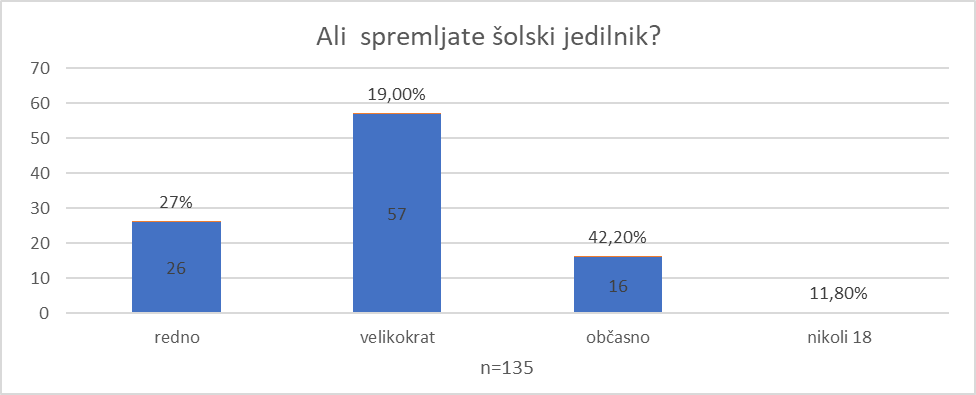 Ali  spremljate šolski jedilnik?
70
60
50
40
30
20
10
0
27%
19,00%
42,20%
11,80%
26
57
16
redno
velikokrat
občasno
nikoli 18
n=135